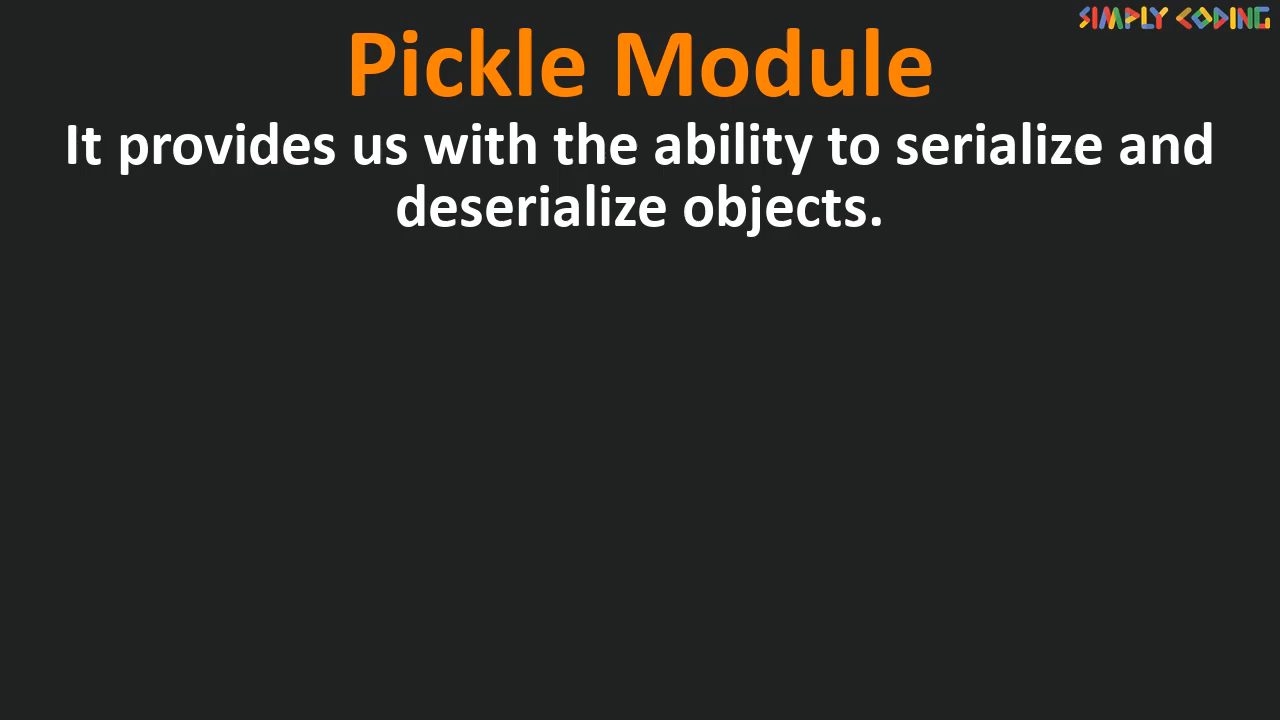 SIMPLY CODING
Pickle Module
It provides us with the ability to serialize and
deserialize objects.